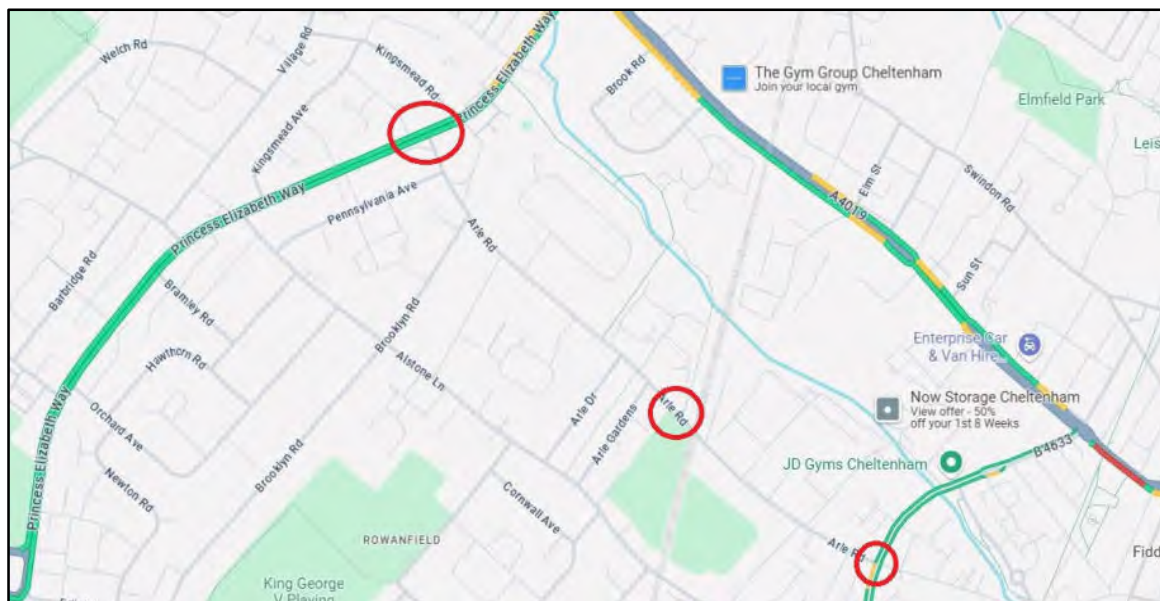 Welch Rd
Village Rd
Kingsmead Rd
Princess Elizabeth Way
Brook Rd
The Gym Group Cheltenham
Join your local gym
Elmfield Park
Leis
Kingsmead Ave
Princess Elizabeth Way
Pennsylvania Ave
Arle Rd
Elm St
Swindon Rd
A4019
Sun St
Barbridge Rd
Bramley Rd
Brooklyn Rd
Hawthorn Rd
Alstone Ln
Enterprise Car
& Van Hire...
Orchard Ave
Arle Dr
Arle Gardens
Arle Rd
Now Storage Cheltenham
View offer - 50%
off your 1st 8 Weeks
Princess Elizabeth Way
Brooklyn Rd
B4633
JD Gyms Cheltenham
Newton Rd
Cornwall Ave
ROWANFIELD
Arle Rd
Fidd
King George
V Playing